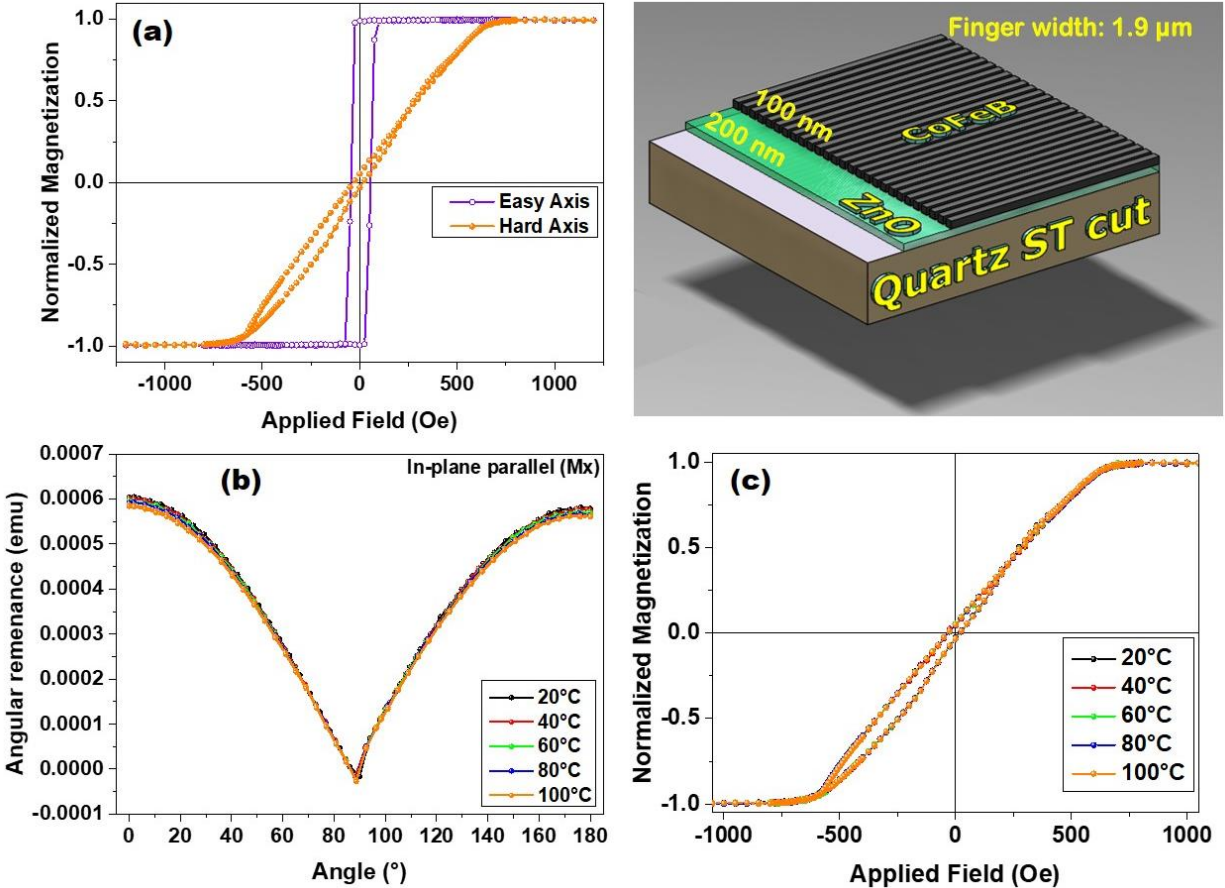 (a)
Normalized Magnetization
1.0
0.5
0.0
-0.5
-1.0
Easy Axis
Hard Axis
-1000 -500 0 500 1000
Applied Field (Oe)
Finger width: 1.9 µm
100 nm
CoFeB
200 nm
ZnO
Quartz ST cut
(b)
In-plane parallel (Mx)
Angular remenance (emu)
0.0007
0.0006
0.0005
0.0004
0.0003
0.0002
0.0001
0.0000
-0.0001
20°C
40°C
60°C
80°C
100°C
0 20 40 60 80 100 120 140 160 180
Angle (°)
(c)
Normalized Magnetization
1.0
0.5
0.0
-0.5
-1.0
20°C
40°C
60°C
80°C
100°C
-1000 -500 0 500 1000
Applied Field (Oe)